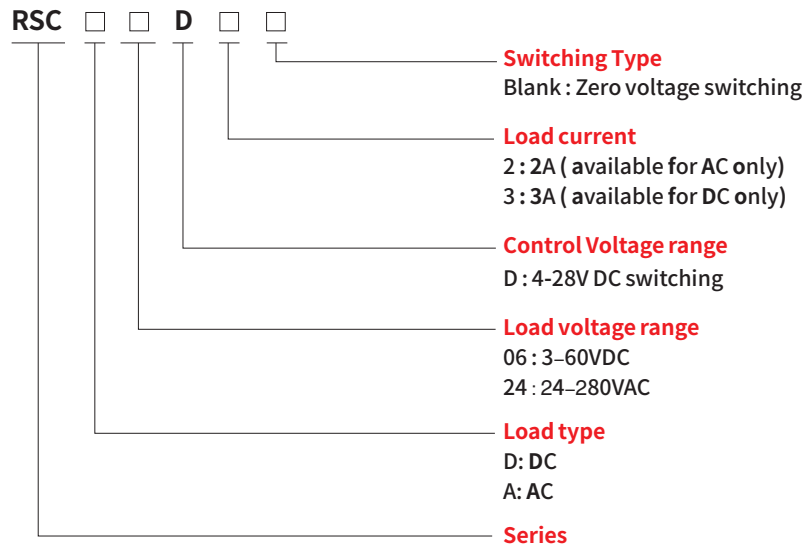 RSC □ □ D □ □
Switching Type
Blank : Zero voltage switching
Load current
2 : 2A ( available for AC only)
3 : 3A ( available for DC only)
Control Voltage range
D : 4-28V DC switching
Load voltage range
06 : 3–60VDC
24 : 24–280VAC
Load type
D: DC
A: AC
Series